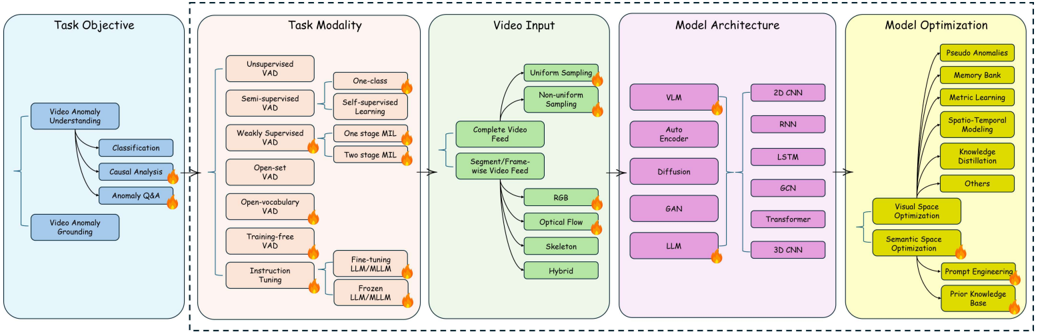 Task Objective
Video Anomaly
Understanding
Classification
Causal Analysis
Anomaly Q&A
Video Anomaly
Grounding
Task Modality
Unsupervised
VAD
Semi-supervised
VAD
One-class
Self-supervised
Learning
Weakly Supervised
VAD
One stage MIL
Two stage MIL
Open-set
VAD
Open-vocabulary
VAD
Training-free
VAD
Instruction
Tuning
Fine-tuning
LLM/MLLM
Frozen
LLM/MLLM
Video Input
Uniform Sampling
Non-uniform
Sampling
Complete Video
Feed
Segment/Frame-
wise Video Feed
RGB
Optical Flow
Skeleton
Hybrid
Model Architecture
VLM
Auto
Encoder
Diffusion
GAN
LLM
2D CNN
RNN
LSTM
GCN
Transformer
3D CNN
Model Optimization
Pseudo Anomalies
Memory Bank
Metric Learning
Spatio-Temporal
Modeling
Knowledge
Distillation
Others
Visual Space
Optimization
Semantic Space
Optimization
Prompt Engineering
Prior Knowledge
Base